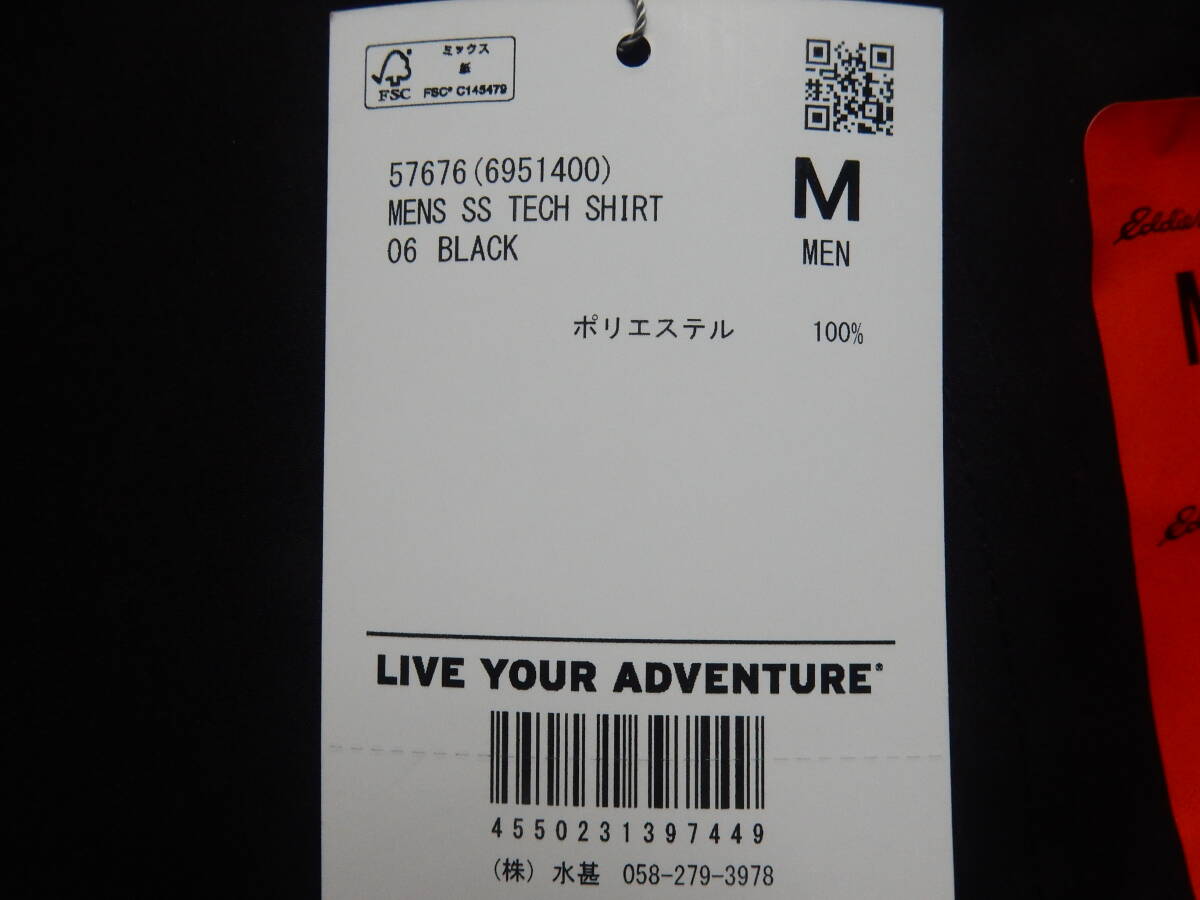 ミックス
紙
FSC
FSC® C145479
57676(6951400)
M
MENS SS TECH SHIRT
06 BLACK
MEN
ポリエステル 100%
LIVE YOUR ADVENTURE®
4550231397449
(株) 水甚 058-279-3978
Eddie